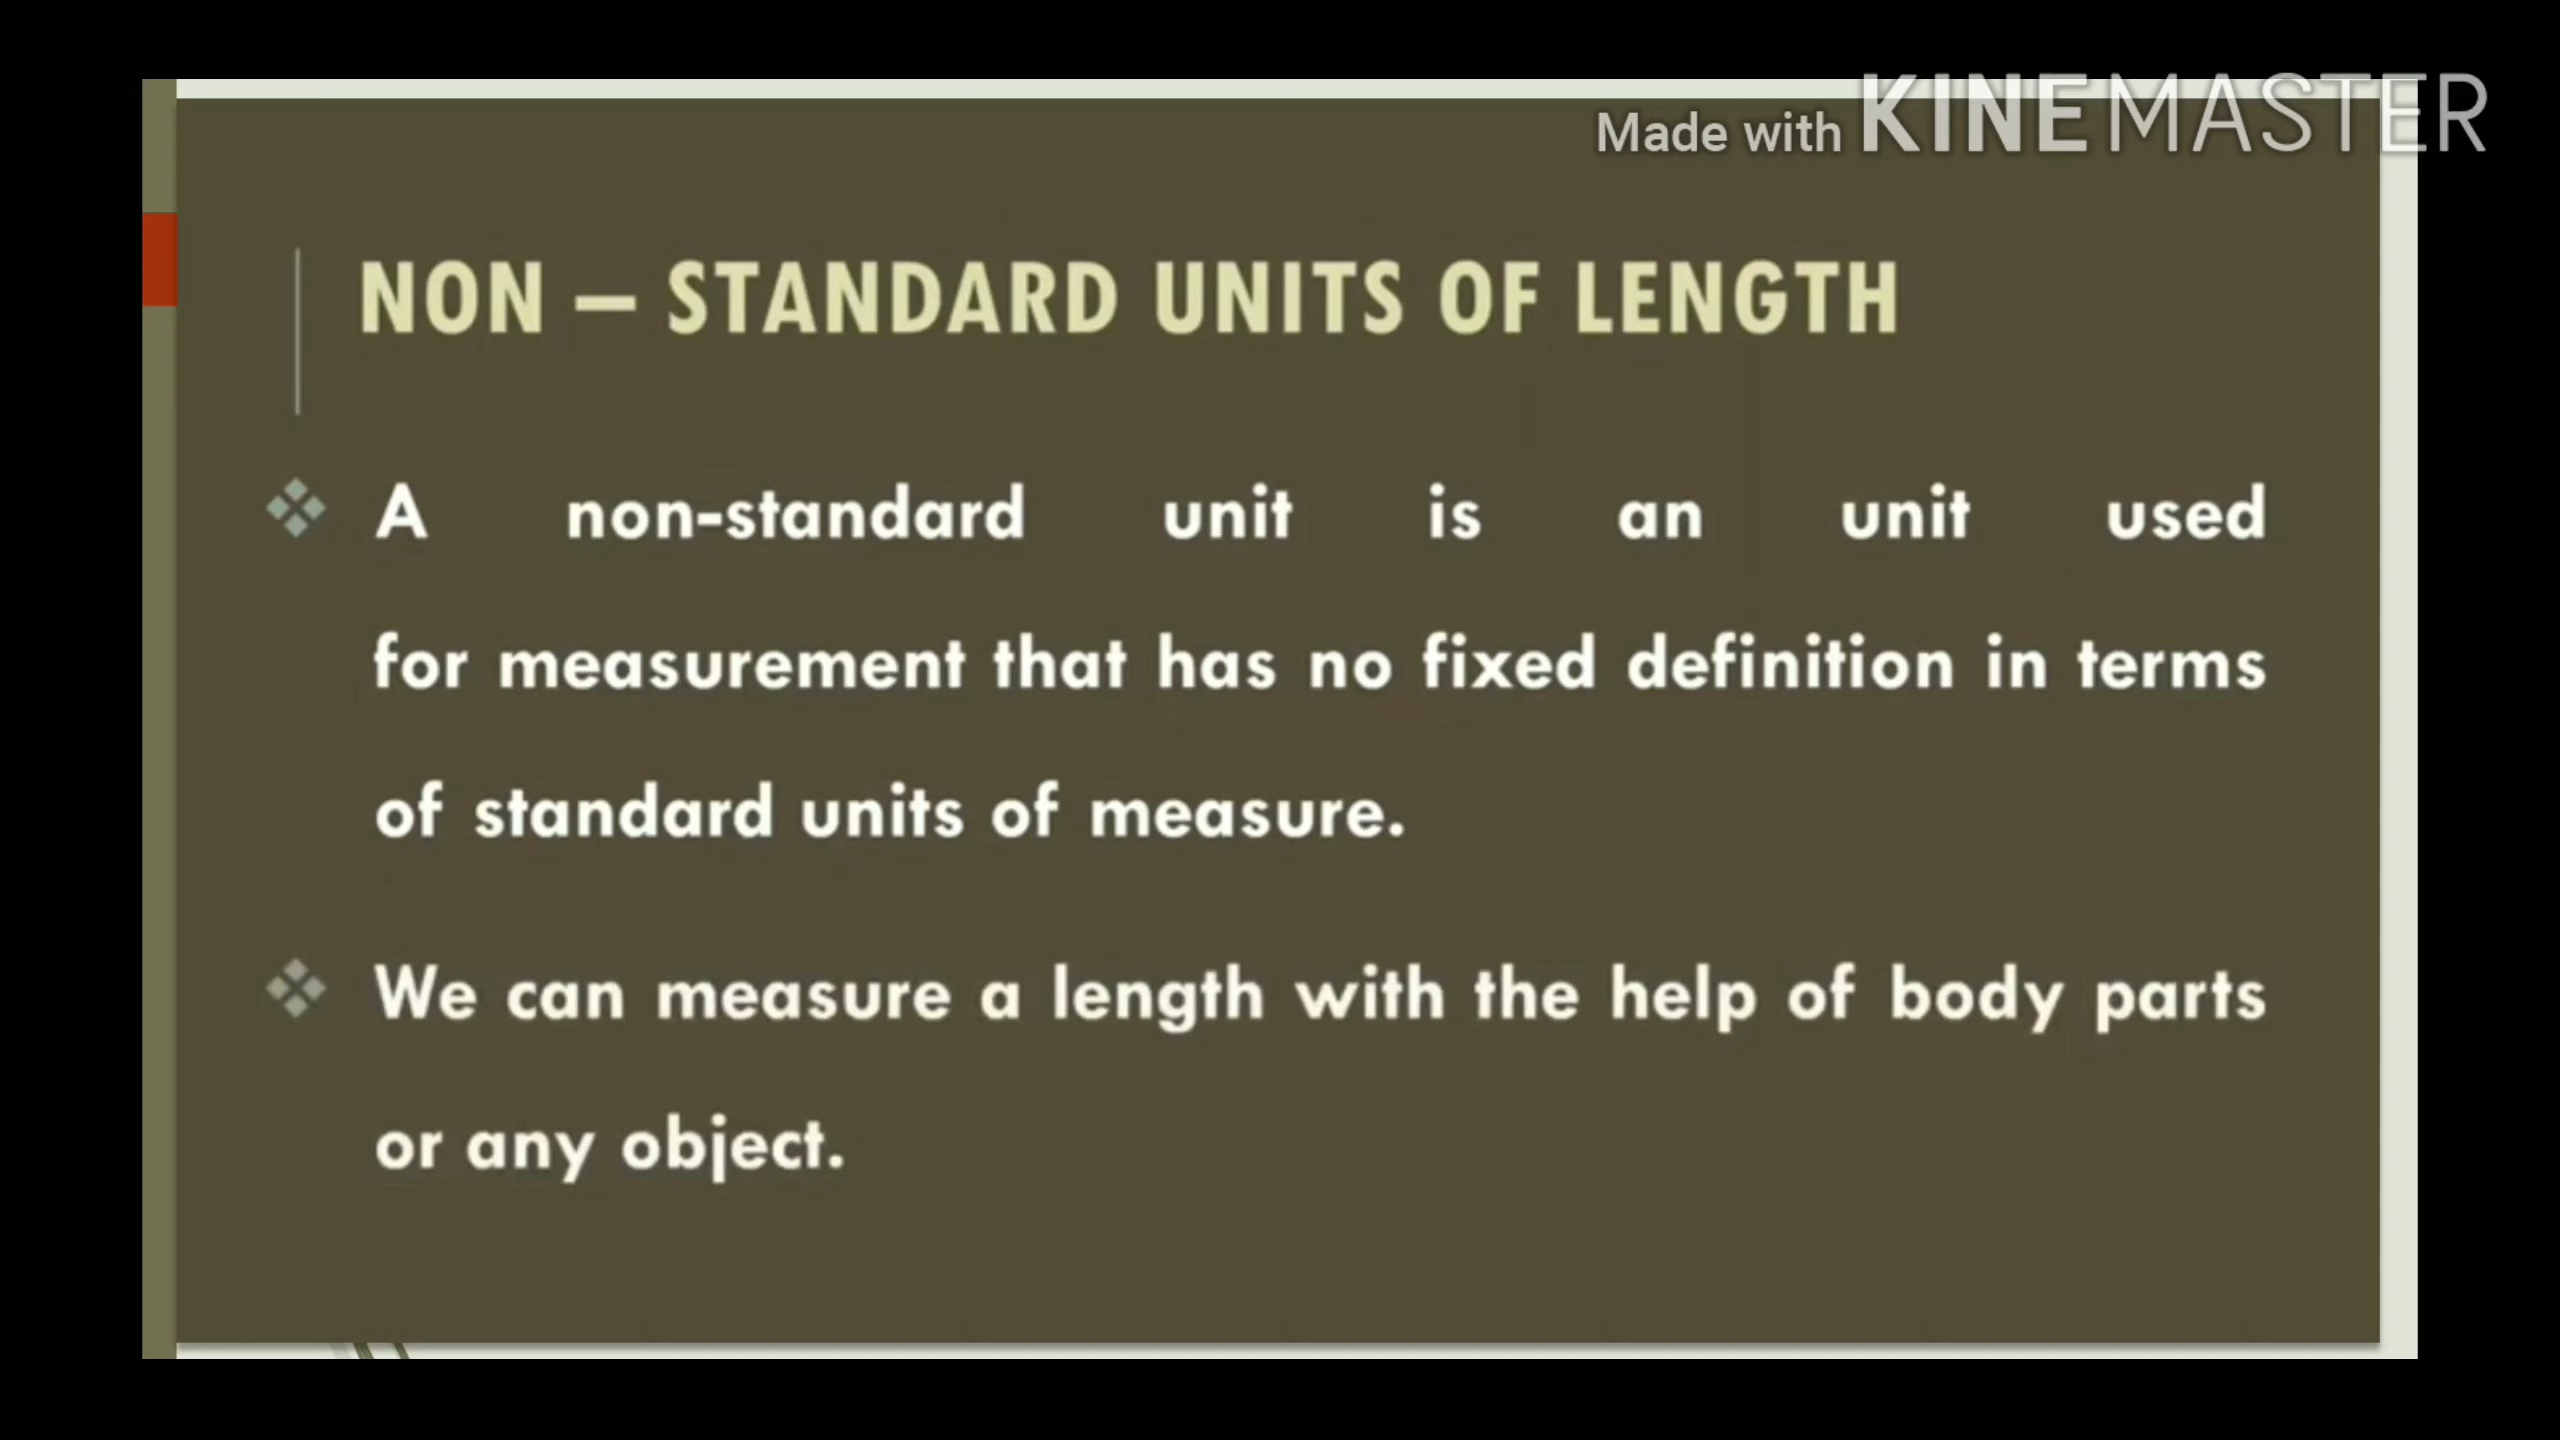 Made with KINEMASTER
NON – STANDARD UNITS OF LENGTH
A non-standard unit is an unit used
for measurement that has no fixed definition in terms
of standard units of measure.
We can measure a length with the help of body parts
or any object.